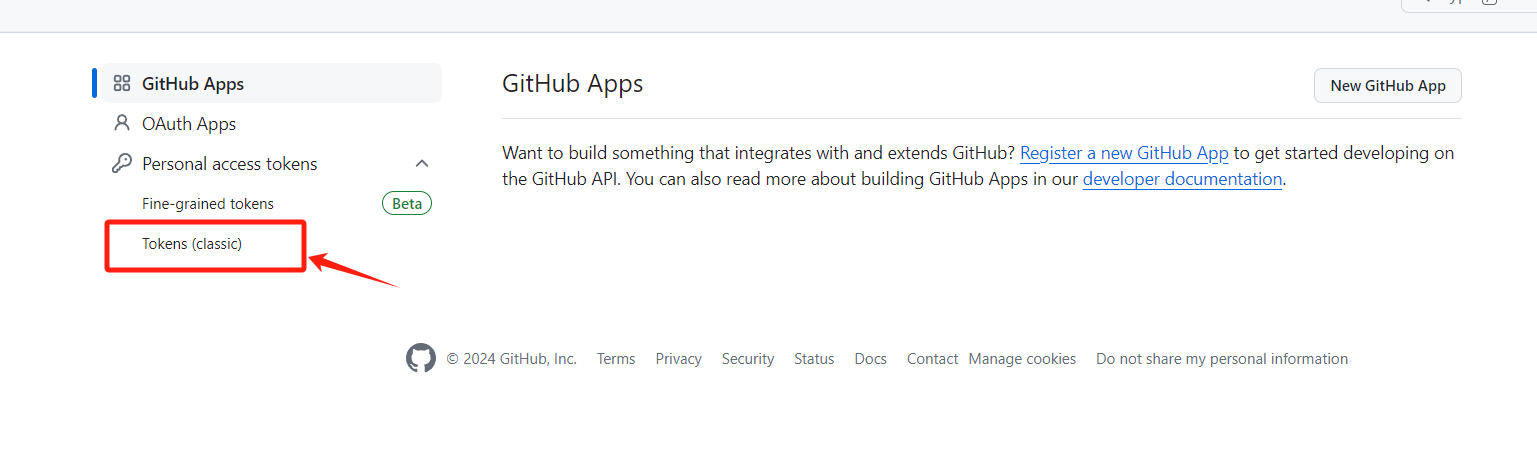 GitHub Apps
OAuth Apps
Personal access tokens
Fine-grained tokens Beta
Tokens (classic)
GitHub Apps
New GitHub App
Want to build something that integrates with and extends GitHub? Register a new GitHub App to get started developing on
the GitHub API. You can also read more about building GitHub Apps in our developer documentation.
© 2024 GitHub, Inc. Terms Privacy Security Status Docs Contact Manage cookies Do not share my personal information